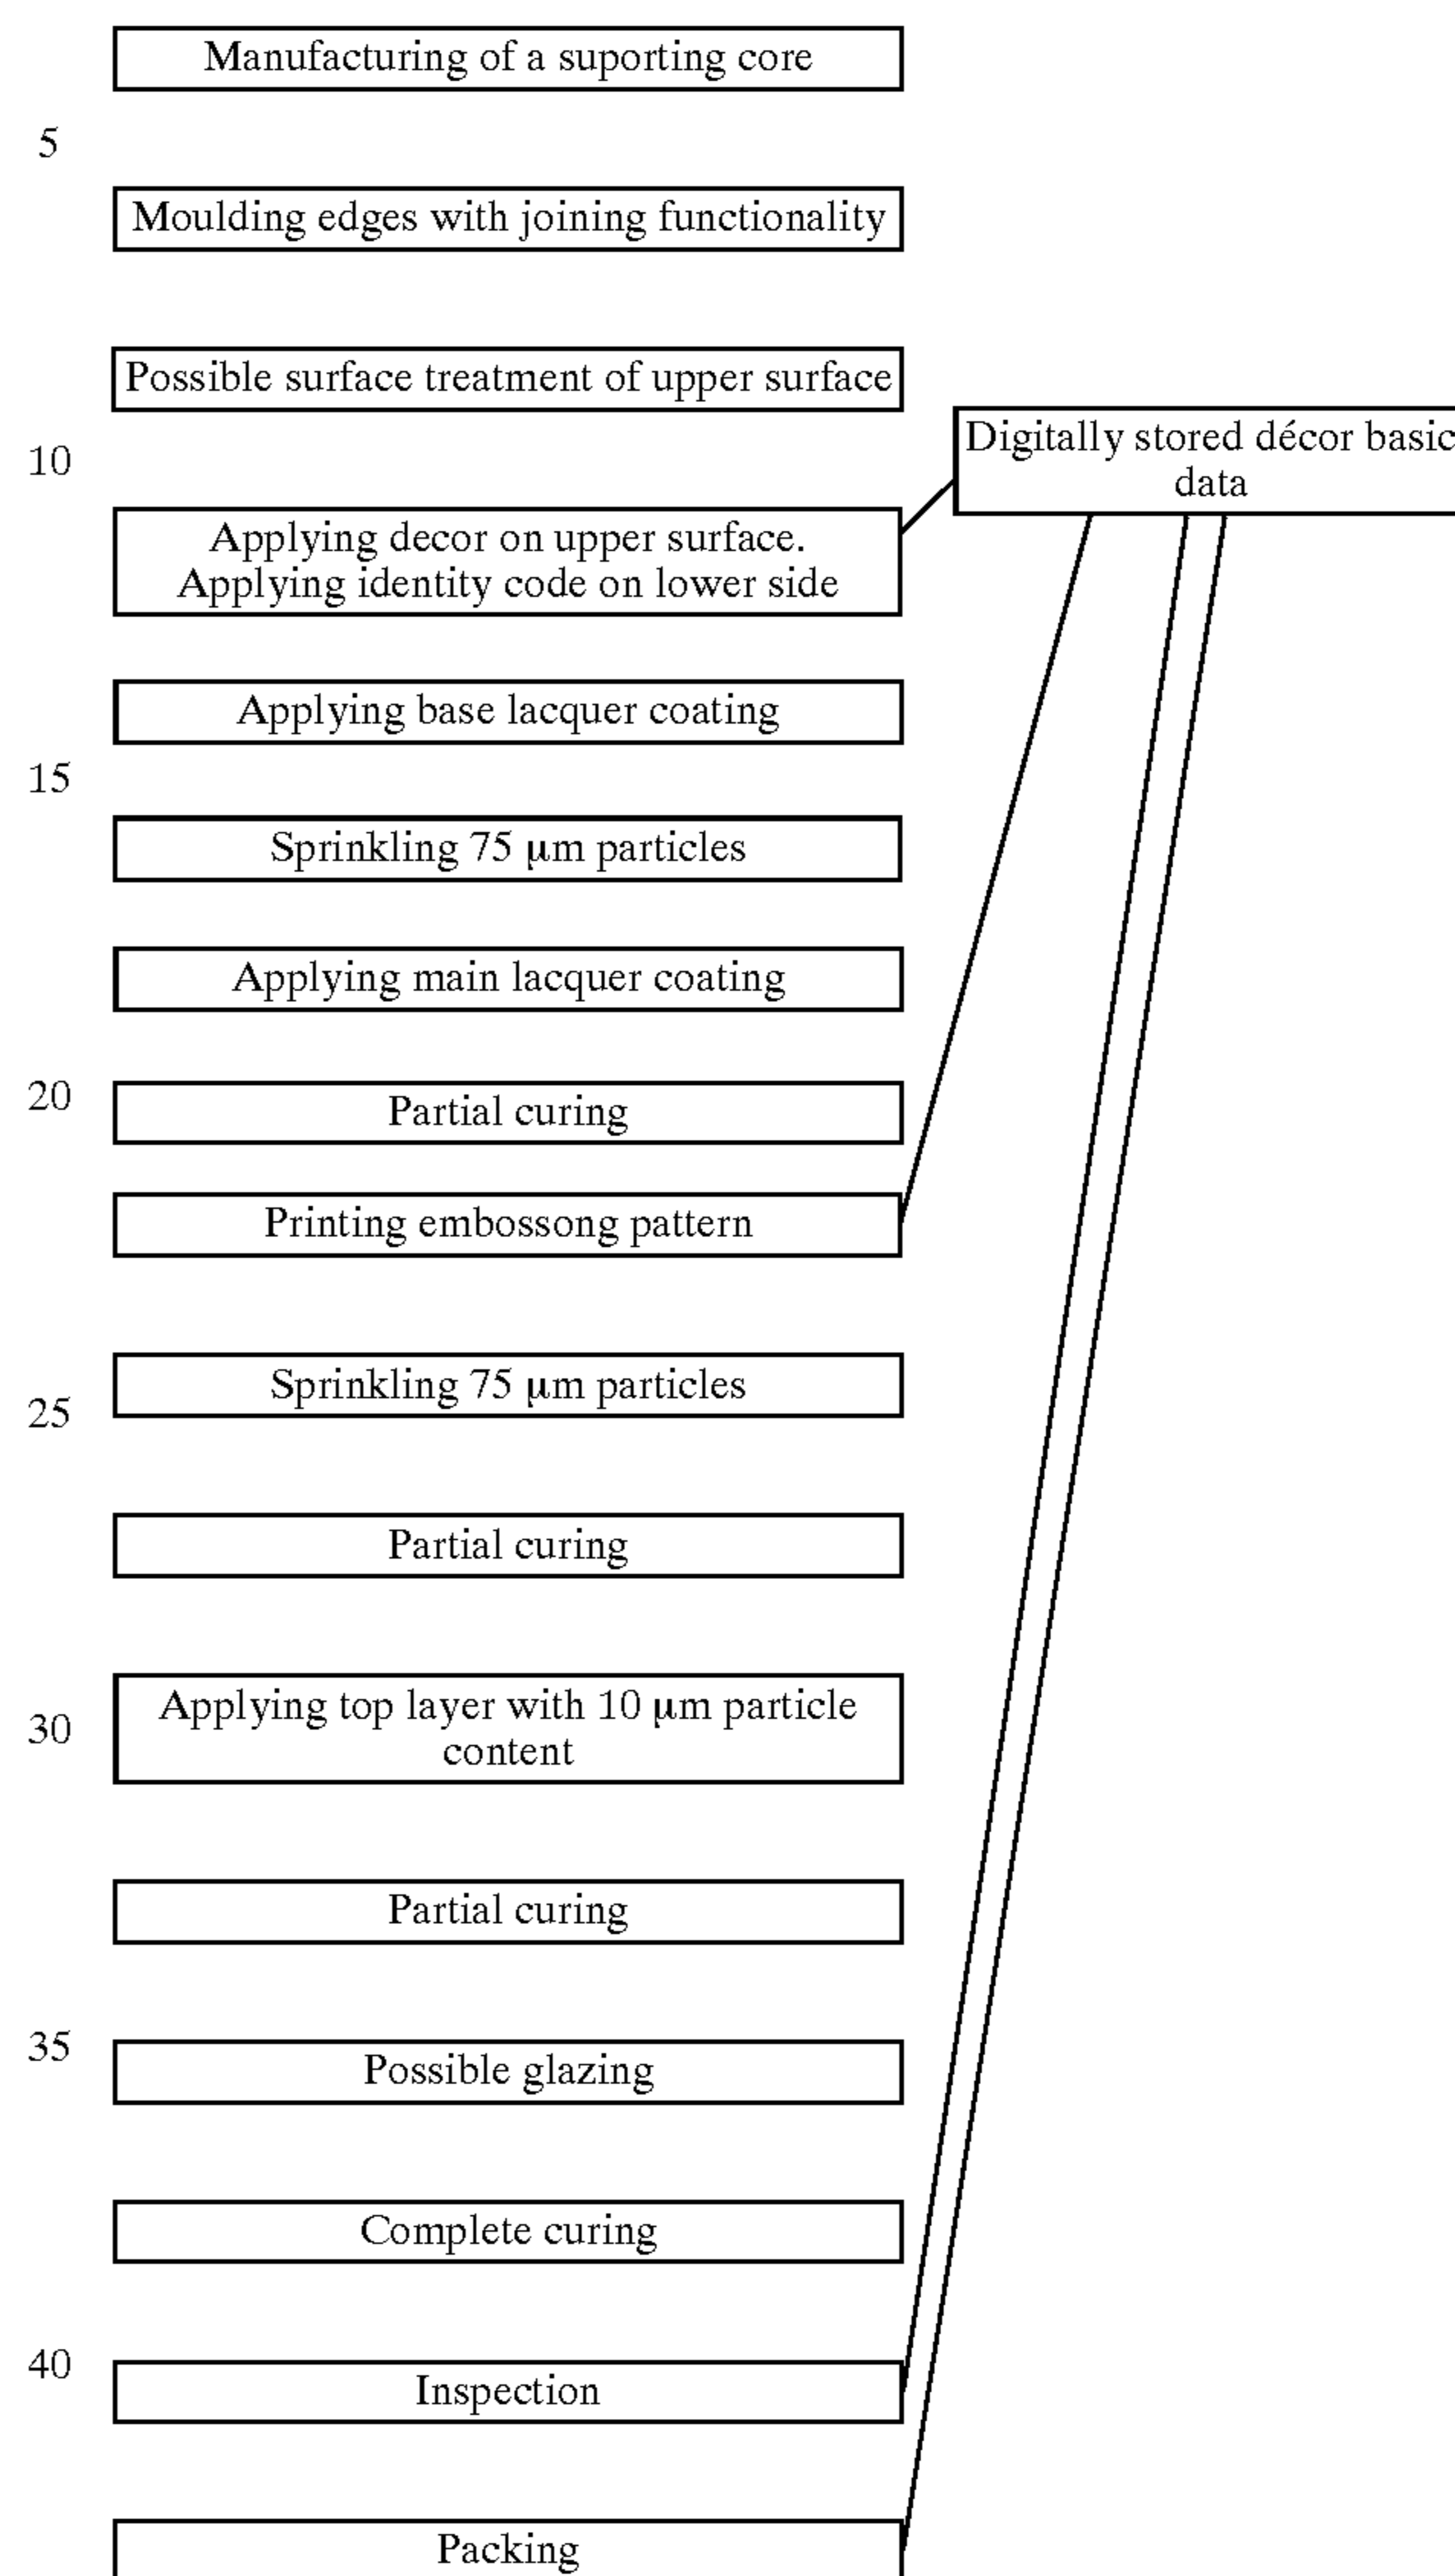 Manufacturing of a suporting core
5
Moulding edges with joining functionality
Possible surface treatment of upper surface
Digitally stored décor basic
data
10
Applying decor on upper surface.
Applying identity code on lower side
Applying base lacquer coating
15
Sprinkling 75 µm particles
Applying main lacquer coating
20
Partial curing
Printing embossong pattern
Sprinkling 75 µm particles
25
Partial curing
Applying top layer with 10 µm particle
30
content
Partial curing
35
Possible glazing
Complete curing
40
Inspection
Packing